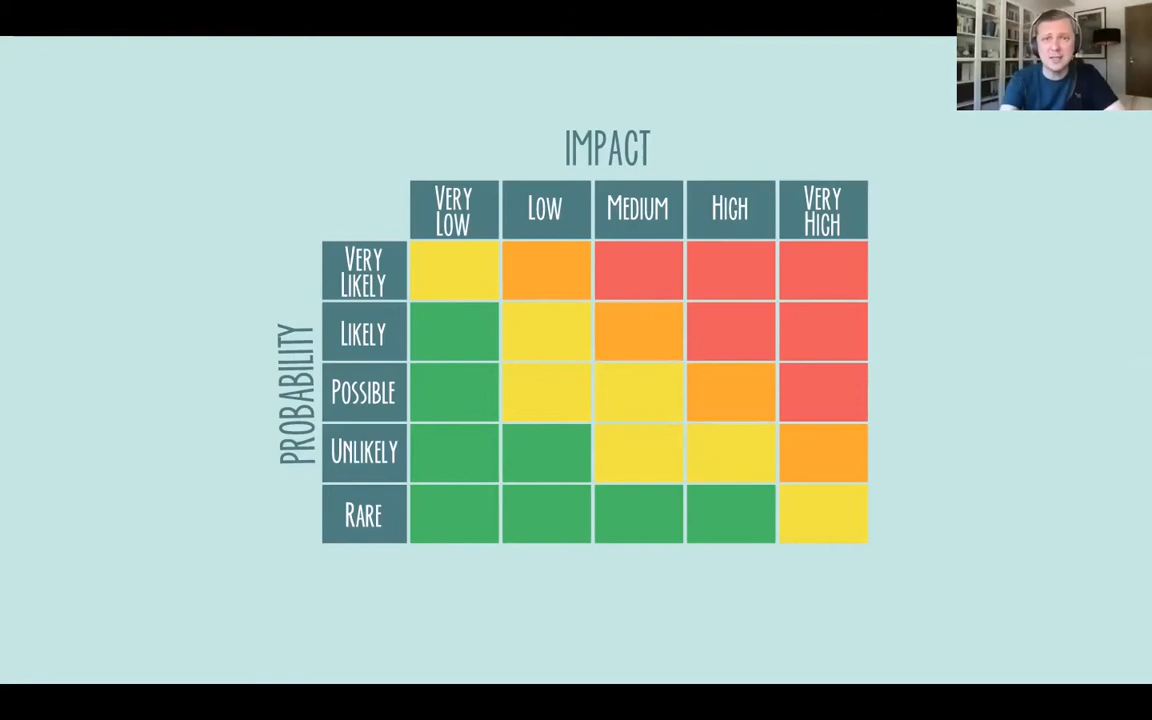 IMPACT
VERY
LOW
LOW
MEDIUM
HIGH
VERY
HIGH
PROBABILITY
VERY
LIKELY
LIKELY
POSSIBLE
UNLIKELY
RARE